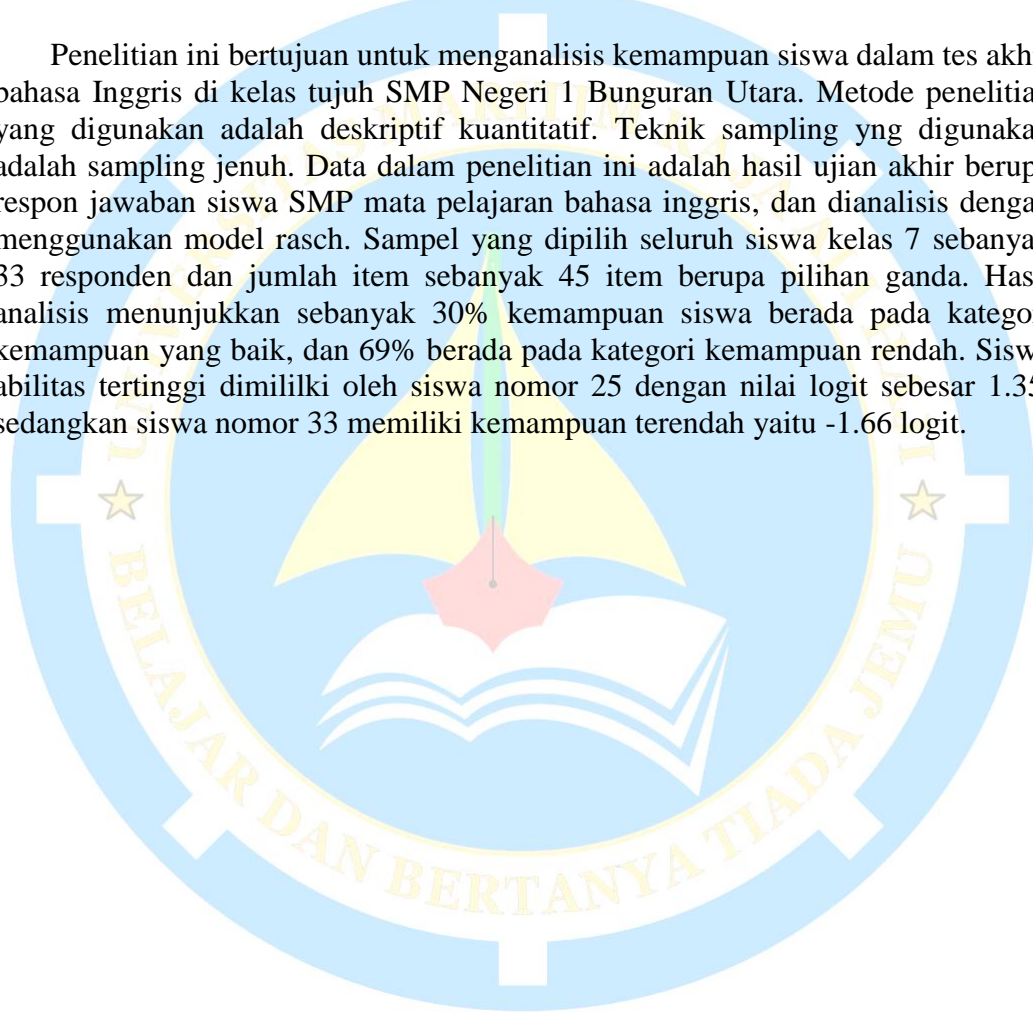 Penelitian ini bertujuan untuk menganalisis kemampuan siswa dalam tes akh
bahasa Inggris di kelas tujuh SMP Negeri 1 Bunguran Utara. Metode penelitia
yang digunakan adalah deskriptif kuantitatif. Teknik sampling yng digunaka
adalah sampling jenuh. Data dalam penelitian ini adalah hasil ujian akhir berup
respon jawaban siswa SMP mata pelajaran bahasa inggris, dan dianalisis denga
menggunakan model rasch. Sampel yang dipilih seluruh siswa kelas 7 sebanya
33 responden dan jumlah item sebanyak 45 item berupa pilihan ganda. Has
analisis menunjukkan sebanyak 30% kemampuan siswa berada pada kategor
kemampuan yang baik, dan 69% berada pada kategori kemampuan rendah. Sisw
abilitas tertinggi dimililki oleh siswa nomor 25 dengan nilai logit sebesar 1.35
sedangkan siswa nomor 33 memiliki kemampuan terendah yaitu -1.66 logit.
BELAJAR DAN BERTANYA TIADA JEMU